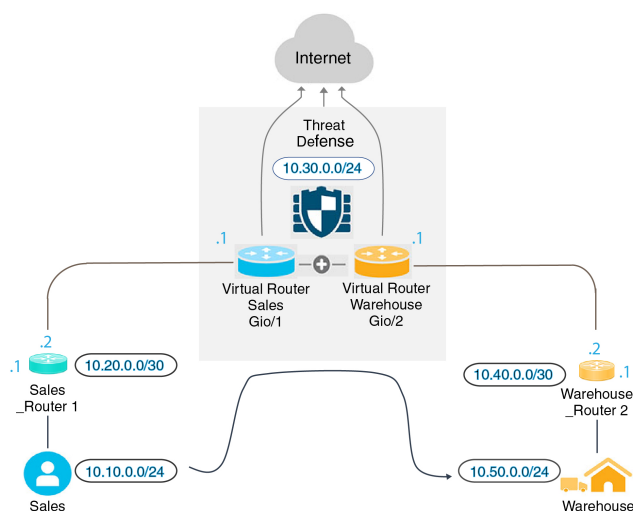 Internet
Threat
Defense
10.30.0.0/24
.1
.1
Virtual Router
Sales
Gio/1
Virtual Router
Warehouse
Gio/2
.2
.1
10.20.0.0/30
Sales
_Router 1
.2
10.40.0.0/30
.1
Warehouse
_Router 2
10.10.0.0/24
Sales
10.50.0.0/24
Warehouse